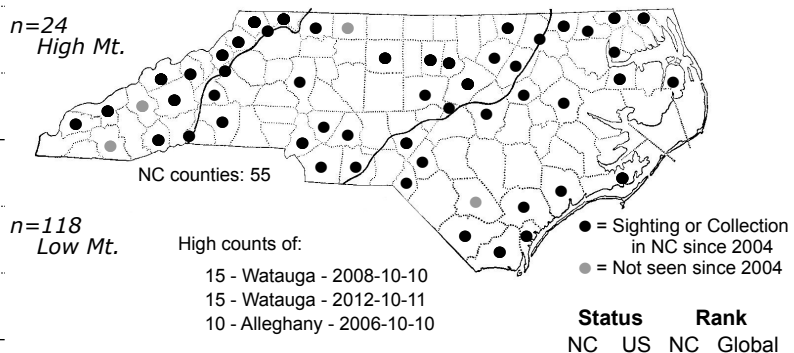 n=24
High Mt.
NC counties: 55
n=118
Low Mt.
High counts of:
15 - Watauga - 2008-10-10
15 - Watauga - 2012-10-11
10 - Alleghany - 2006-10-10
● = Sighting or Collection
in NC since 2004
● = Not seen since 2004
Status Rank
NC US NC Global